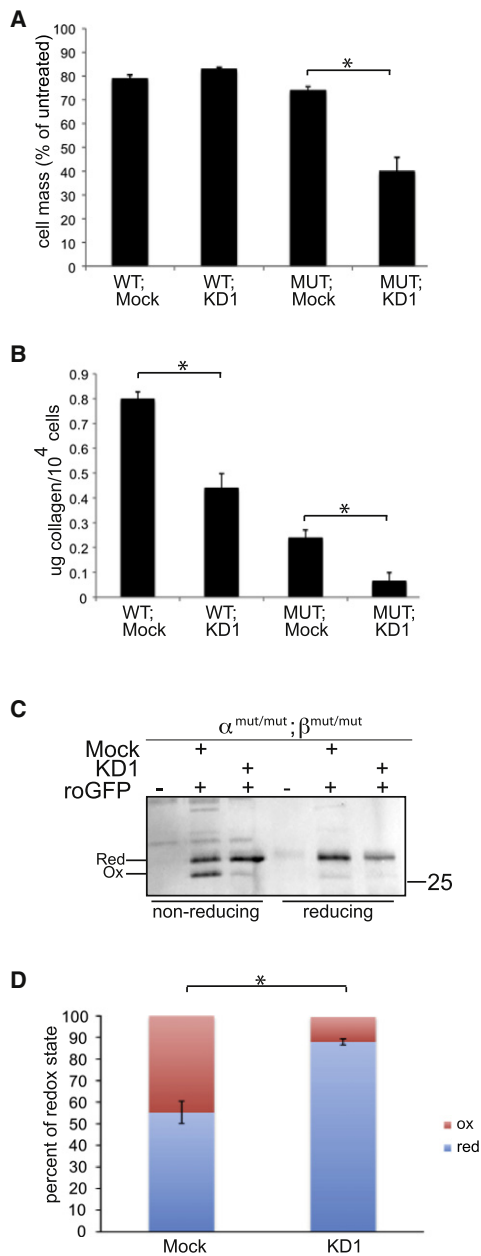 A
cell mass (% of untreated)
100
90
80
70
60
50
40
30
20
10
0
*
WT; Mock
WT; KD1
MUT; Mock
MUT; KD1
B
ug collagen/10^4 cells
0.9
0.8
0.7
0.6
0.5
0.4
0.3
0.2
0.1
0
*
*
WT; Mock
WT; KD1
MUT; Mock
MUT; KD1
C
α^mut/mut;β^mut/mut
Mock + +
KD1 + +
roGFP - + + - + +
Red
Ox
25
non-reducing
reducing
D
percent of redox state
100
90
80
70
60
50
40
30
20
10
0
*
Mock
KD1
ox
red